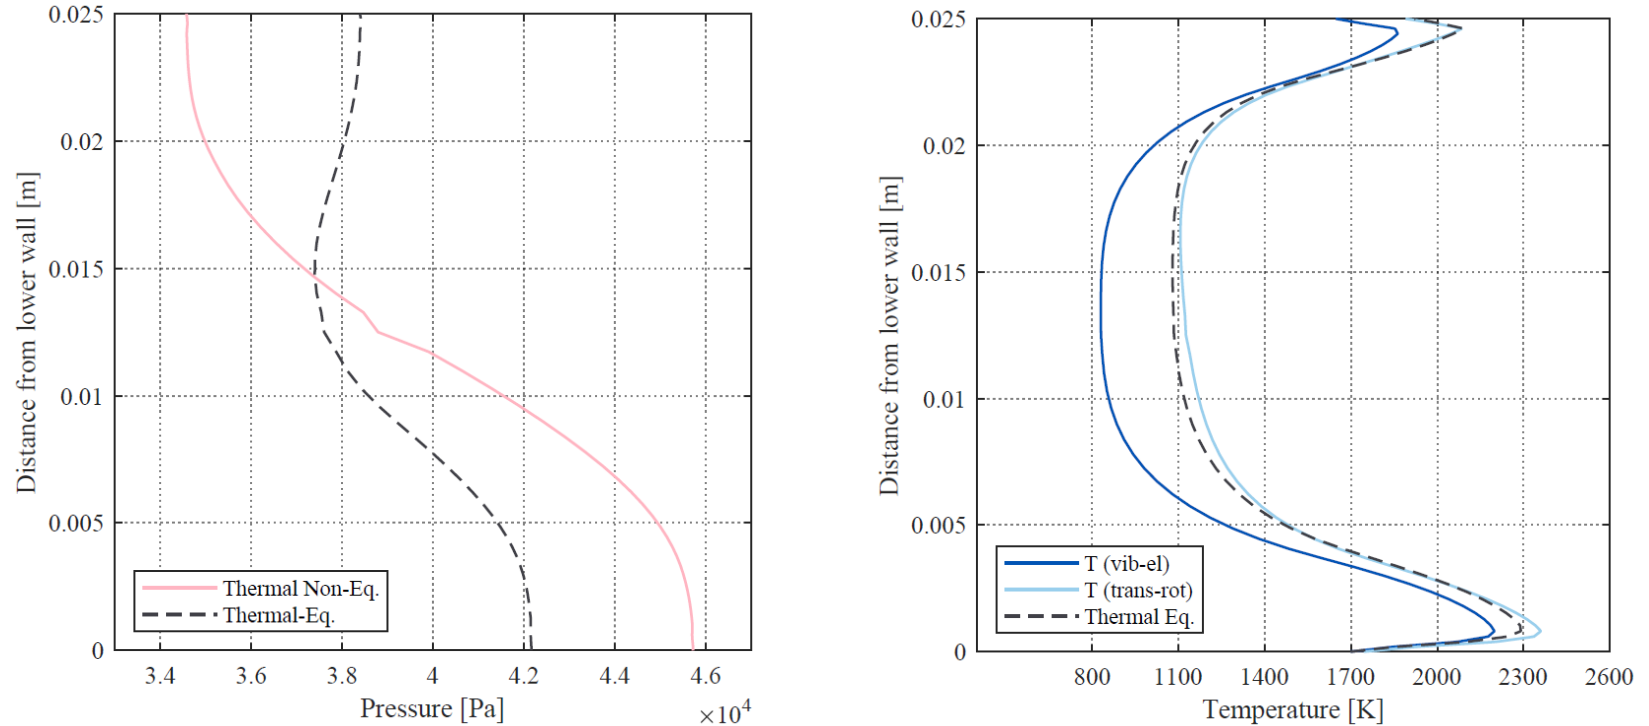 0.025
0.02
0.015
0.01
0.005
0
Distance from lower wall [m]
Thermal Non-Eq.
Thermal-Eq.
3.4 3.6 3.8 4 4.2 4.4 4.6
Pressure [Pa]
×10⁴
0.025
0.02
0.015
0.01
0.005
0
Distance from lower wall [m]
T (vib-el)
T (trans-rot)
Thermal Eq.
800 1100 1400 1700 2000 2300 2600
Temperature [K]